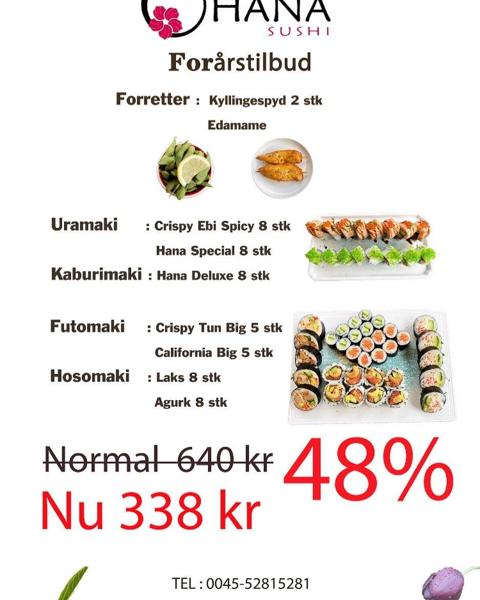 OHANA
SUSHI
Forårstilbud
Forretter : Kyllingespyd 2 stk
Edamame
Uramaki : Crispy Ebi Spicy 8 stk
Hana Special 8 stk
Kaburimaki : Hana Deluxe 8 stk
Futomaki : Crispy Tun Big 5 stk
California Big 5 stk
Hosomaki : Laks 8 stk
Agurk 8 stk
Normal 640 kr
48%
Nu 338 kr
TEL : 0045-52815281